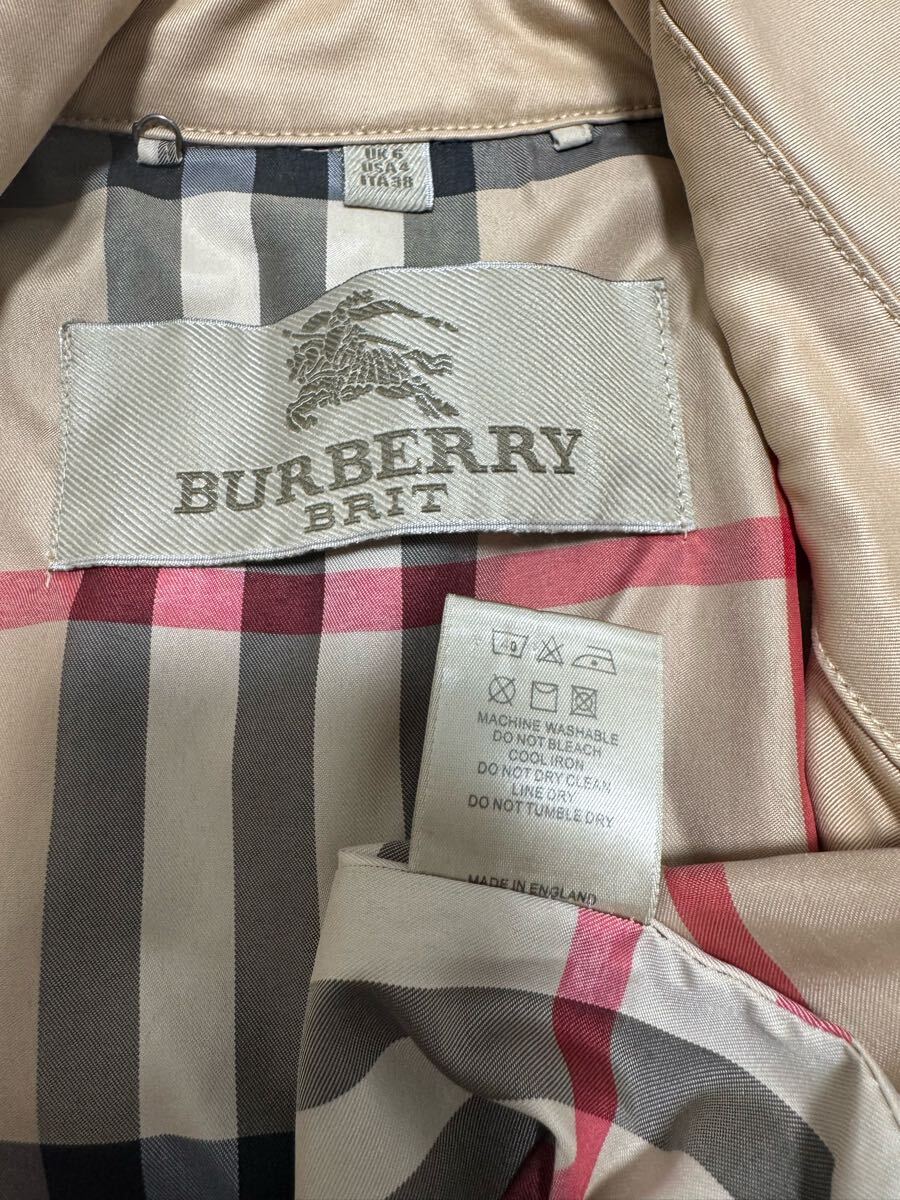 UK 6
USA 4
ITA 38
BURBERRY
BRIT
40
MACHINE WASHABLE
DO NOT BLEACH
COOL IRON
DO NOT DRY CLEAN
LINE DRY
DO NOT TUMBLE DRY
MADE IN ENGLAND